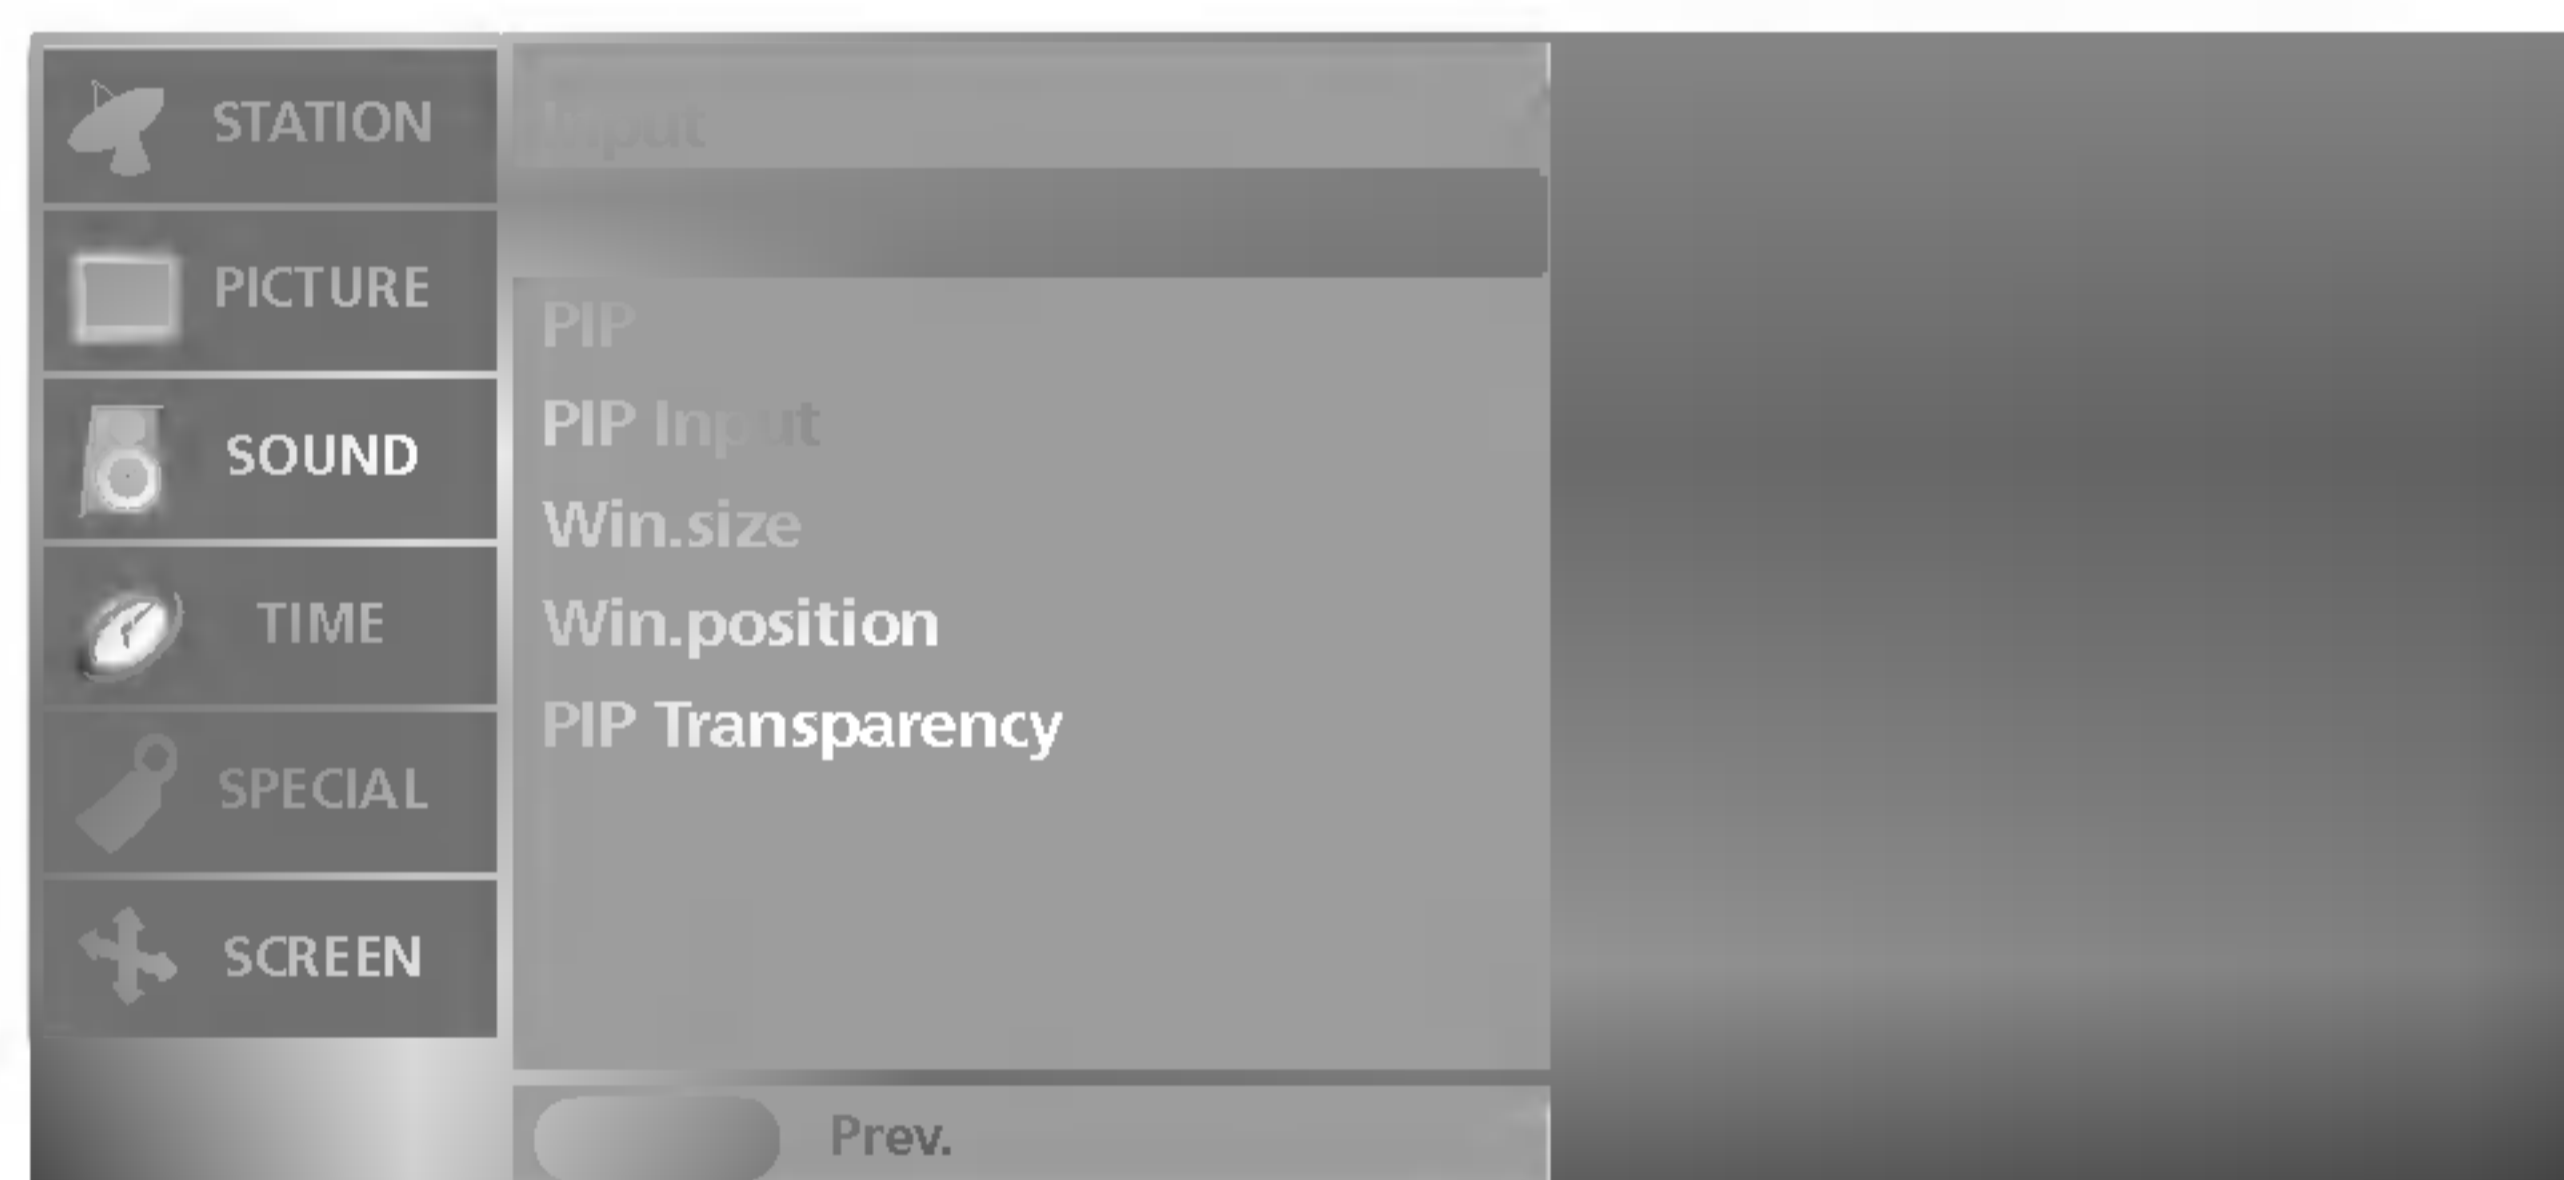 STATION
PICTURE
SOUND
TIME
SPECIAL
SCREEN
Input
PIP
PIP Input
Win.size
Win.position
PIP Transparency
Prev.